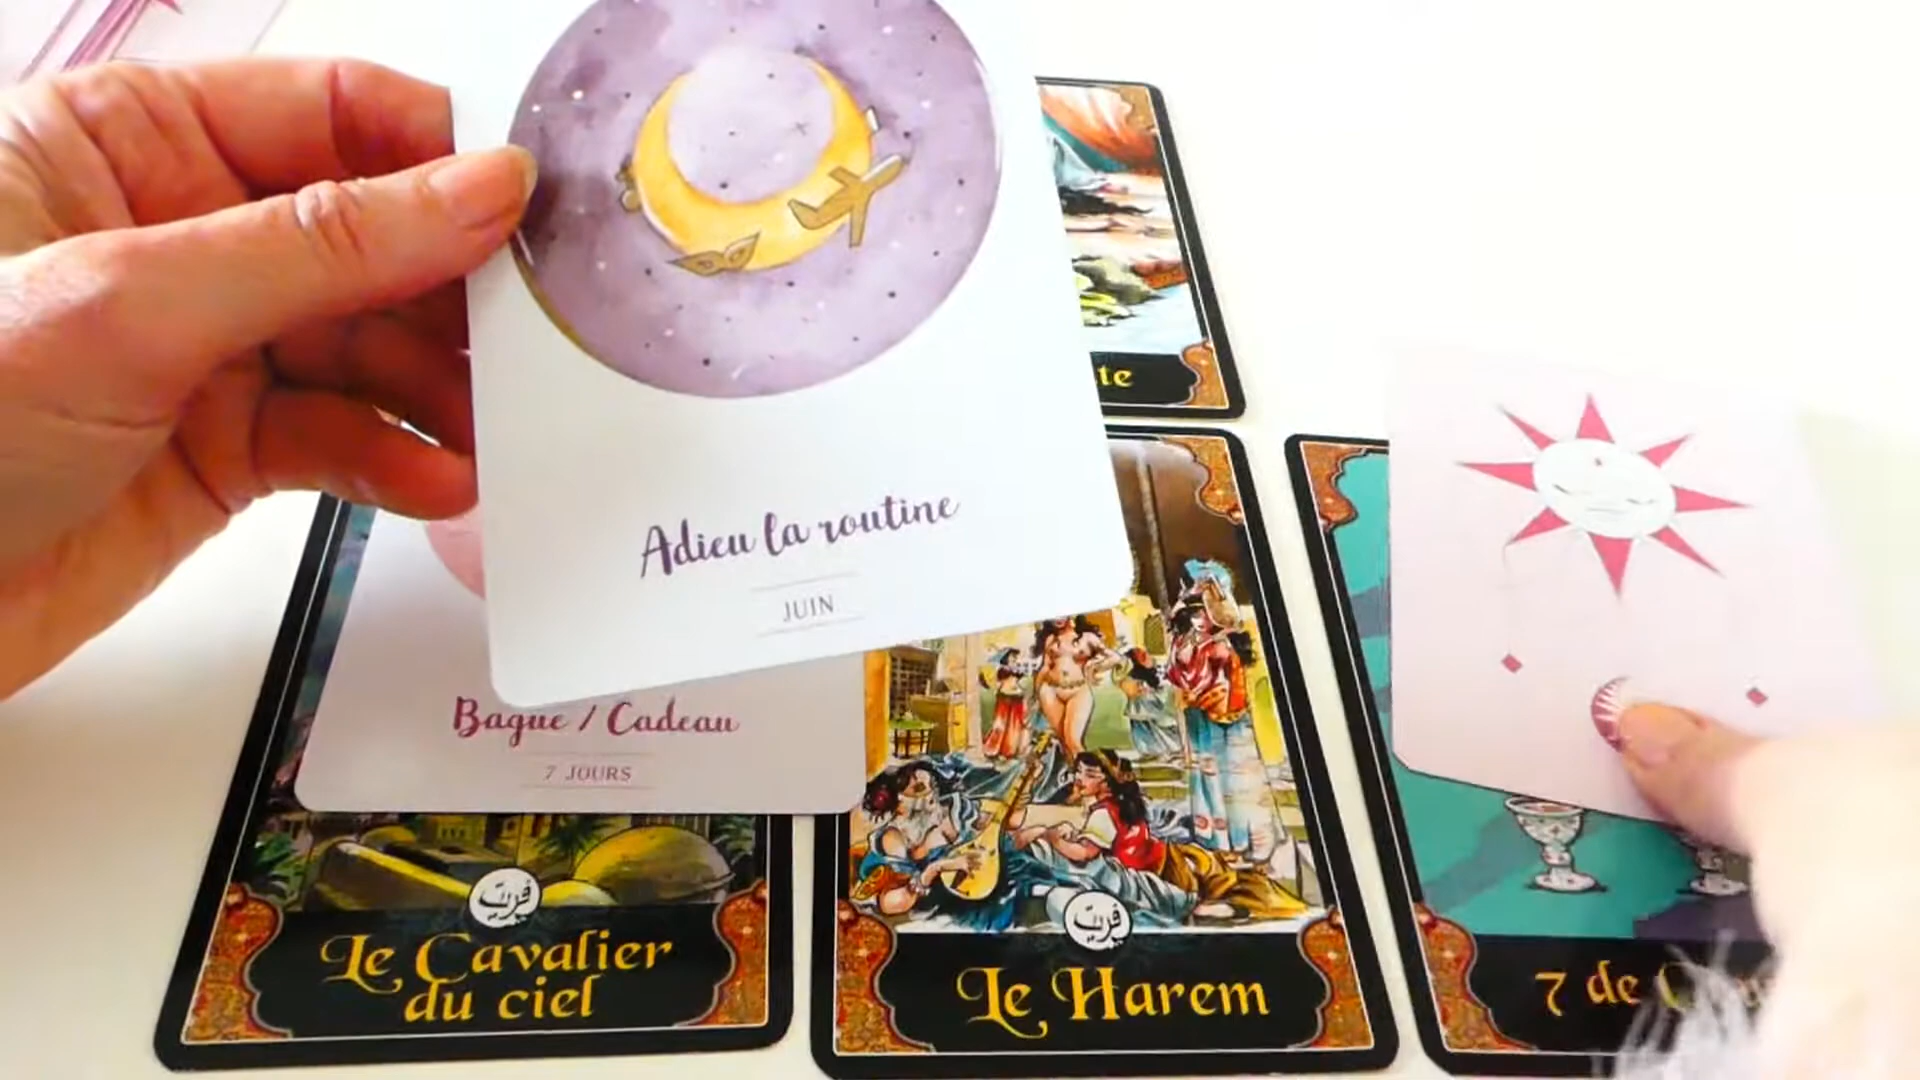 Adieu la routine
JUIN
Bague / Cadeau
7 JOURS
Le Cavalier
du ciel
Le Harem
7 de